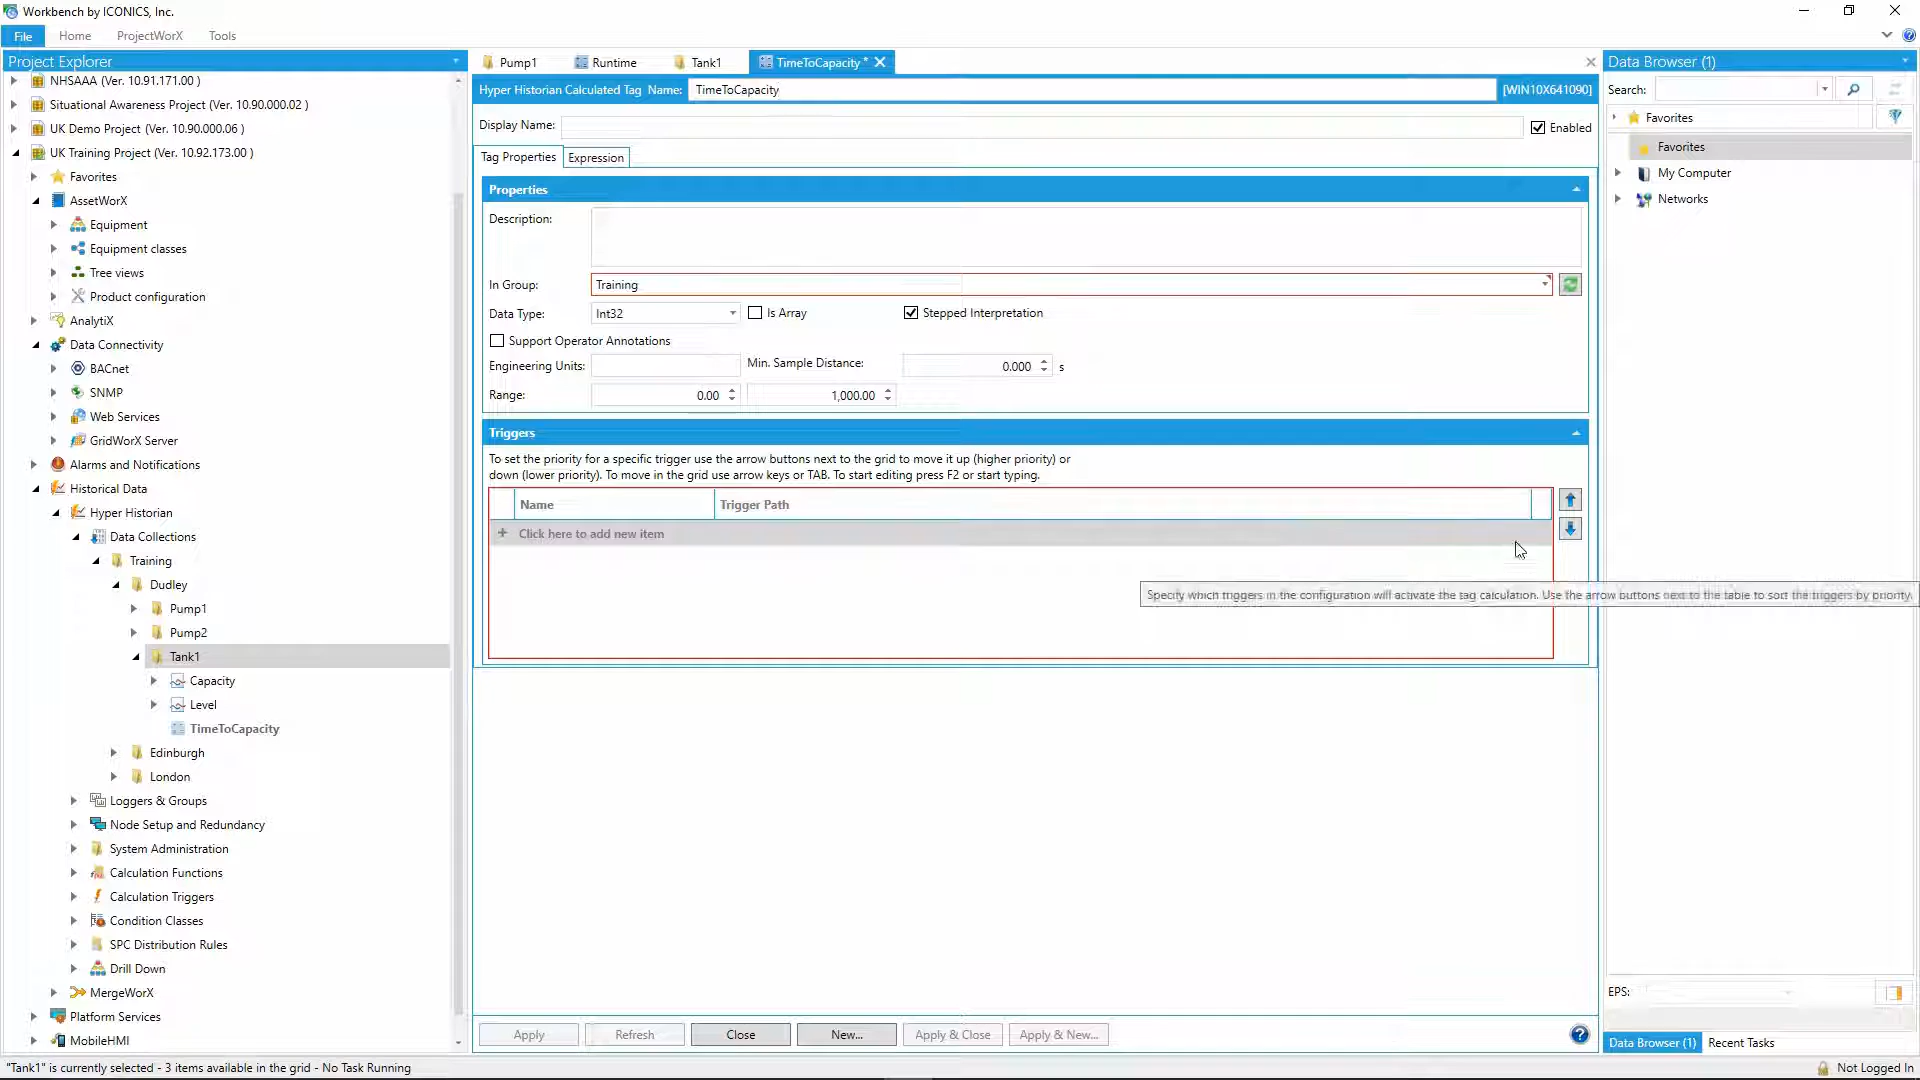 Workbench by ICONICS, Inc.
File Home ProjectWorX Tools
Project Explorer
NHSAAA (Ver. 10.91.171.00 )
Situational Awareness Project (Ver. 10.90.000.02 )
UK Demo Project (Ver. 10.90.000.06 )
UK Training Project (Ver. 10.92.173.00 )
Favorites
AssetWorX
Equipment
Equipment classes
Tree views
Product configuration
AnalytiX
Data Connectivity
BACnet
SNMP
Web Services
GridWorX Server
Alarms and Notifications
Historical Data
Hyper Historian
Data Collections
Training
Dudley
Pump1
Pump2
Tank1
Capacity
Level
TimeToCapacity
Edinburgh
London
Loggers & Groups
Node Setup and Redundancy
System Administration
Calculation Functions
Calculation Triggers
Condition Classes
SPC Distribution Rules
Drill Down
MergeWorX
Platform Services
MobileHMI
Pump1 Runtime Tank1 TimeToCapacity *
Hyper Historian Calculated Tag Name: TimeToCapacity [WIN10X641090]
Display Name: Enabled
Tag Properties Expression
Properties
Description:
In Group: Training
Data Type: Int32 Is Array Stepped Interpretation
Support Operator Annotations
Engineering Units: Min. Sample Distance: 0.000 s
Range: 0.00 1,000.00
Triggers
To set the priority for a specific trigger use the arrow buttons next to the grid to move it up (higher priority) or
down (lower priority). To move in the grid use arrow keys or TAB. To start editing press F2 or start typing.
Name Trigger Path
+ Click here to add new item
Specify which triggers in the configuration will activate the tag calculation. Use the arrow buttons next to the table to sort the triggers by priority.
Apply Refresh Close New... Apply & Close Apply & New...
Data Browser (1)
Search:
Favorites
Favorites
My Computer
Networks
EPS:
Data Browser (1) Recent Tasks
"Tank1" is currently selected - 3 items available in the grid - No Task Running
Not Logged In